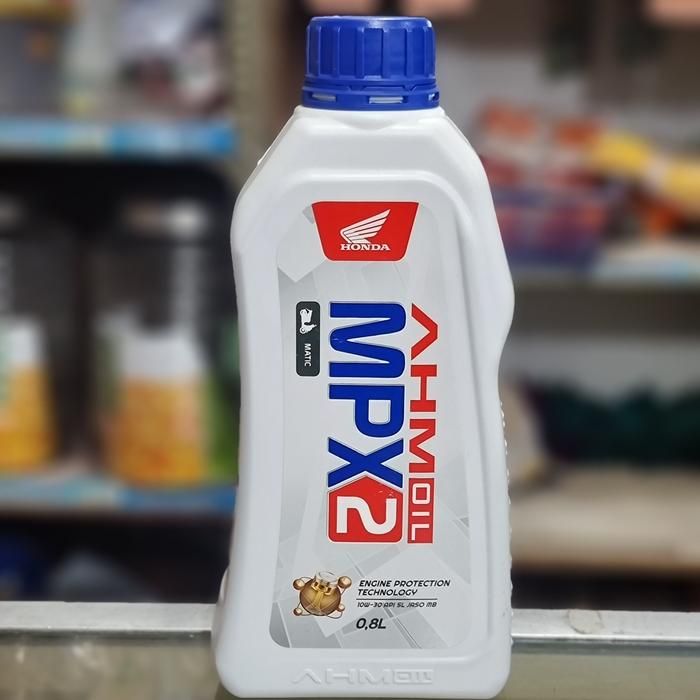 HONDA
AHM OIL
MPX2
MATIC
ENGINE PROTECTION
TECHNOLOGY
10W-30 API SL JASO MB
0,8L
AHM OIL